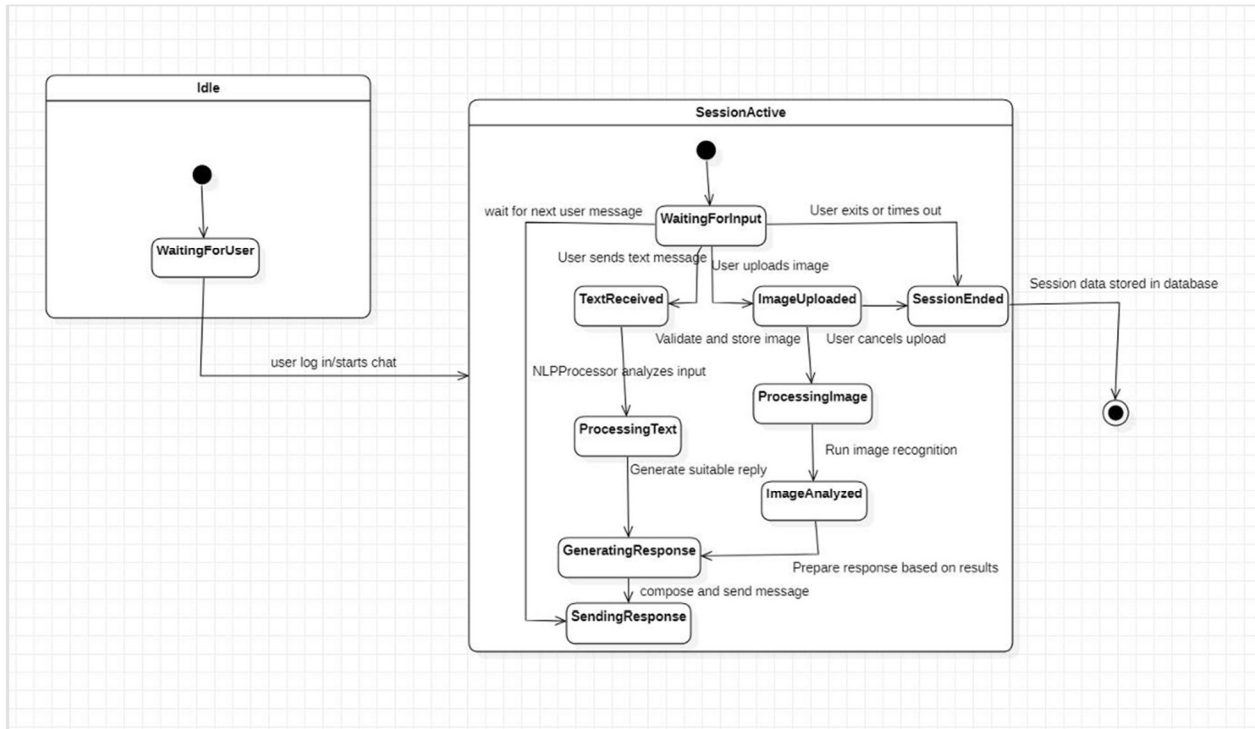 Idle
SessionActive
WaitingForUser
wait for next user message
WaitingForInput
User exits or times out
User sends text message
User uploads image
TextReceived
ImageUploaded
SessionEnded
Session data stored in database
Validate and store image
User cancels upload
user log in/starts chat
NLPProcessor analyzes input
ProcessingImage
ProcessingText
Run image recognition
Generate suitable reply
ImageAnalyzed
GeneratingResponse
Prepare response based on results
compose and send message
SendingResponse